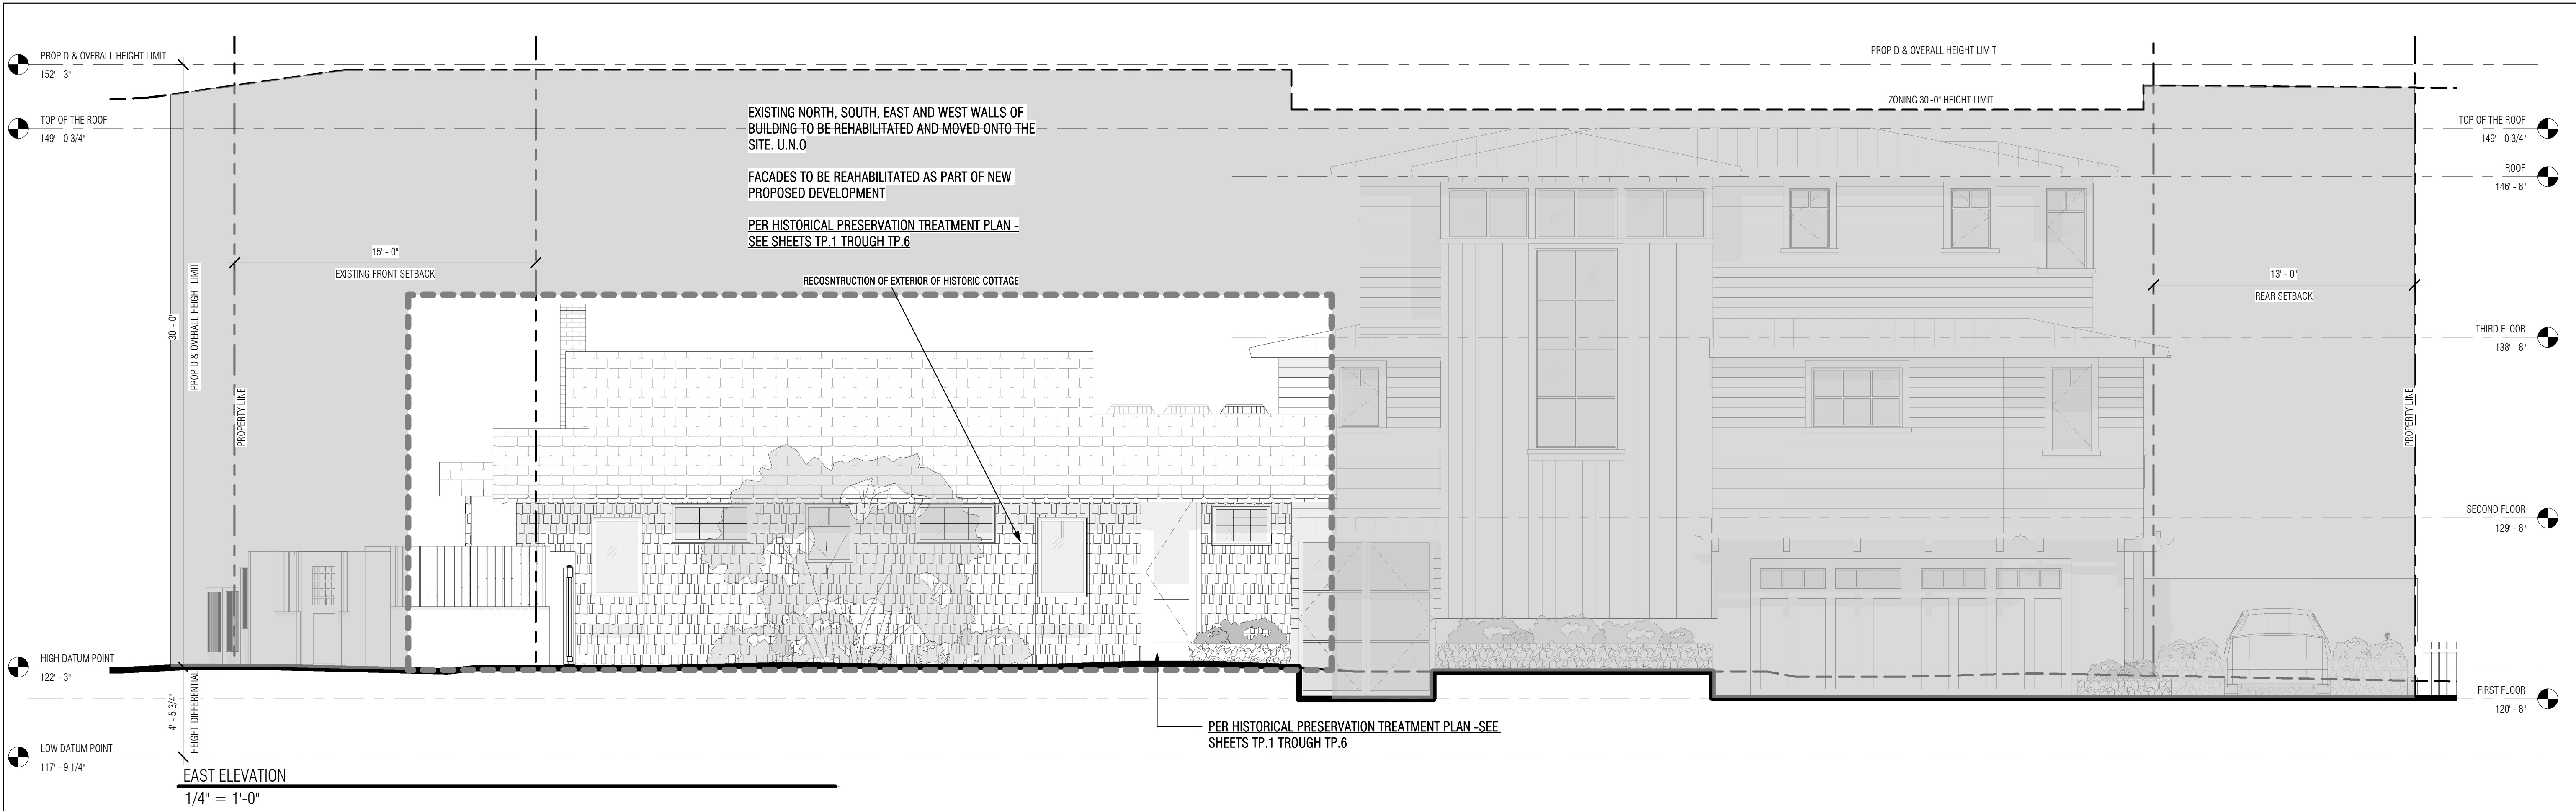 PROP D & OVERALL HEIGHT LIMIT
152' - 3"
TOP OF THE ROOF
149' - 0 3/4"
EXISTING NORTH, SOUTH, EAST AND WEST WALLS OF
BUILDING TO BE REHABILITATED AND MOVED ONTO THE
SITE. U.N.O
FACADES TO BE REAHABILITATED AS PART OF NEW
PROPOSED DEVELOPMENT
PER HISTORICAL PRESERVATION TREATMENT PLAN -
SEE SHEETS TP.1 TROUGH TP.6
RECOSNTRUCTION OF EXTERIOR OF HISTORIC COTTAGE
15' - 0"
EXISTING FRONT SETBACK
30' - 0"
PROP D & OVERALL HEIGHT LIMIT
PROPERTY LINE
HIGH DATUM POINT
122' - 3"
4' - 5 3/4"
HEIGHT DIFFERENTIAL
LOW DATUM POINT
117' - 9 1/4"
PROP D & OVERALL HEIGHT LIMIT
ZONING 30'-0" HEIGHT LIMIT
TOP OF THE ROOF
149' - 0 3/4"
ROOF
146' - 8"
13' - 0"
REAR SETBACK
THIRD FLOOR
138' - 8"
PROPERTY LINE
SECOND FLOOR
129' - 8"
FIRST FLOOR
120' - 8"
PER HISTORICAL PRESERVATION TREATMENT PLAN -SEE
SHEETS TP.1 TROUGH TP.6
EAST ELEVATION
1/4" = 1'-0"